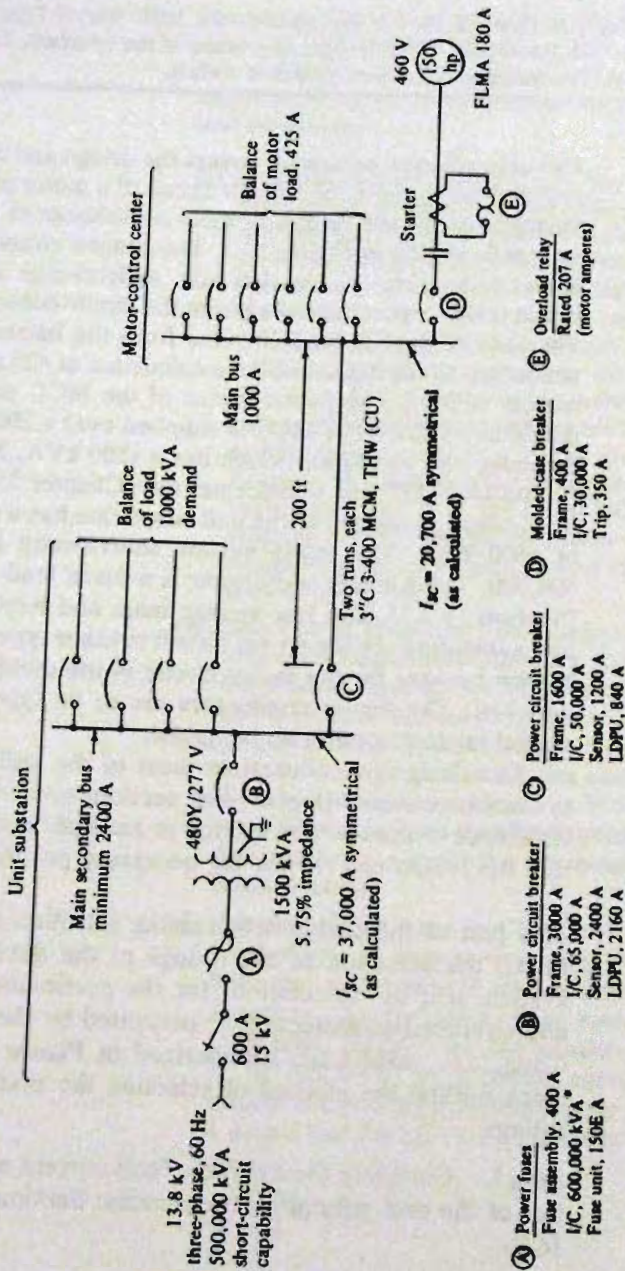 Unit substation
Main secondary bus
minimum 2400 A
Balance
of load
1000 kVA
demand
13.8 kV
three-phase, 60 Hz
500,000 kVA
short-circuit
capability
600 A
15 kV
A
480Y/277 V
B
1500 kVA
5.75% impedance
I_SC = 37,000 A symmetrical
(as calculated)
C
200 ft
Two runs, each
3"C 3-400 MCM, THW (CU)
Motor-control center
Main bus
1000 A
Balance
of motor
load, 425 A
I_SC = 20,700 A symmetrical
(as calculated)
D
Starter
E
460 V
150
hp
FLMA 180 A
A Power fuses
Fuse assembly, 400 A
I/C, 600,000 kVA*
Fuse unit, 150E A
B Power circuit breaker
Frame, 3000 A
I/C, 65,000 A
Sensor, 2400 A
LDPU, 2160 A
C Power circuit breaker
Frame, 1600 A
I/C, 50,000 A
Sensor, 1200 A
LDPU, 840 A
D Molded-case breaker
Frame, 400 A
I/C, 30,000 A
Trip, 350 A
E Overload relay
Rated 207 A
(motor amperes)